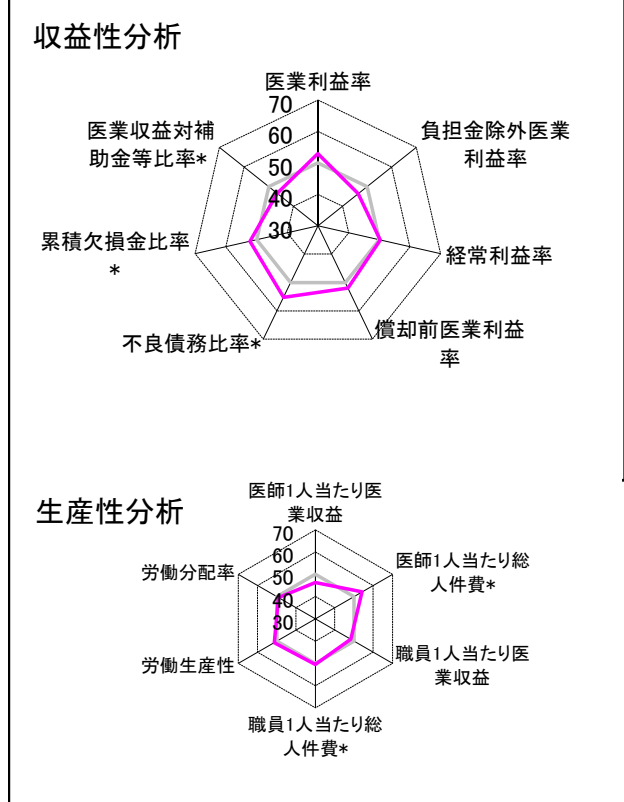 収益性分析
医業利益率
70
60
50
40
30
負担金除外医業
利益率
経常利益率
償却前医業利益
率
不良債務比率*
累積欠損金比率
*
医業収益対補
助金等比率*
生産性分析
医師1人当たり医
業収益
70
60
50
40
30
医師1人当たり総
人件費*
職員1人当たり医
業収益
職員1人当たり総
人件費*
労働生産性
労働分配率